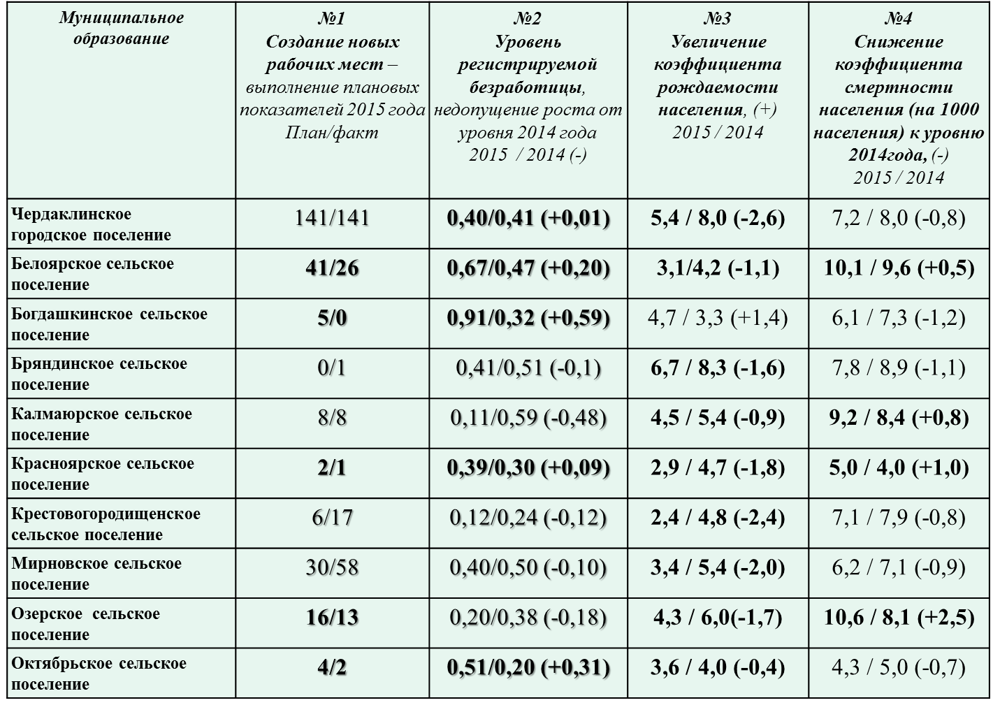 Муниципальное
образование
№1
Создание новых
рабочих мест –
выполнение плановых
показателей 2015 года
План/факт
№2
Уровень
регистрируемой
безработицы,
недопущение роста от
уровня 2014 года
2015 / 2014 (-)
№3
Увеличение
коэффициента
рождаемости
населения, (+)
2015 / 2014
№4
Снижение
коэффициента
смертности
населения (на 1000
населения) к уровню
2014года, (-)
2015 / 2014
Чердаклинское
городское поселение
141/141
0,40/0,41 (+0,01)
5,4 / 8,0 (-2,6)
7,2 / 8,0 (-0,8)
Белоярское сельское
поселение
41/26
0,67/0,47 (+0,20)
3,1/4,2 (-1,1)
10,1 / 9,6 (+0,5)
Богдашкинское сельское
поселение
5/0
0,91/0,32 (+0,59)
4,7 / 3,3 (+1,4)
6,1 / 7,3 (-1,2)
Бряндинское сельское
поселение
0/1
0,41/0,51 (-0,1)
6,7 / 8,3 (-1,6)
7,8 / 8,9 (-1,1)
Калмаюрское сельское
поселение
8/8
0,11/0,59 (-0,48)
4,5 / 5,4 (-0,9)
9,2 / 8,4 (+0,8)
Красноярское сельское
поселение
2/1
0,39/0,30 (+0,09)
2,9 / 4,7 (-1,8)
5,0 / 4,0 (+1,0)
Крестовогородищенское
сельское поселение
6/17
0,12/0,24 (-0,12)
2,4 / 4,8 (-2,4)
7,1 / 7,9 (-0,8)
Мирновское сельское
поселение
30/58
0,40/0,50 (-0,10)
3,4 / 5,4 (-2,0)
6,2 / 7,1 (-0,9)
Озерское сельское
поселение
16/13
0,20/0,38 (-0,18)
4,3 / 6,0(-1,7)
10,6 / 8,1 (+2,5)
Октябрьское сельское
поселение
4/2
0,51/0,20 (+0,31)
3,6 / 4,0 (-0,4)
4,3 / 5,0 (-0,7)